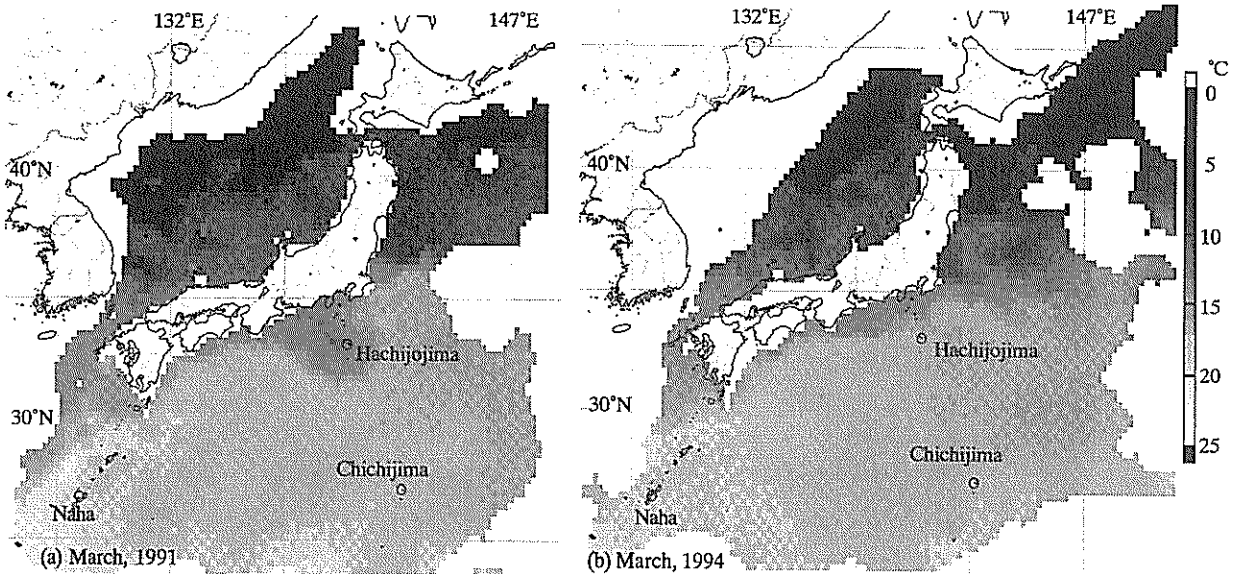 132°E
147°E
40°N
30°N
Hachijojima
Chichijima
Naha
(a) March, 1991
132°E
147°E
40°N
30°N
Hachijojima
Chichijima
Naha
(b) March, 1994
°C
0
5
10
15
20
25